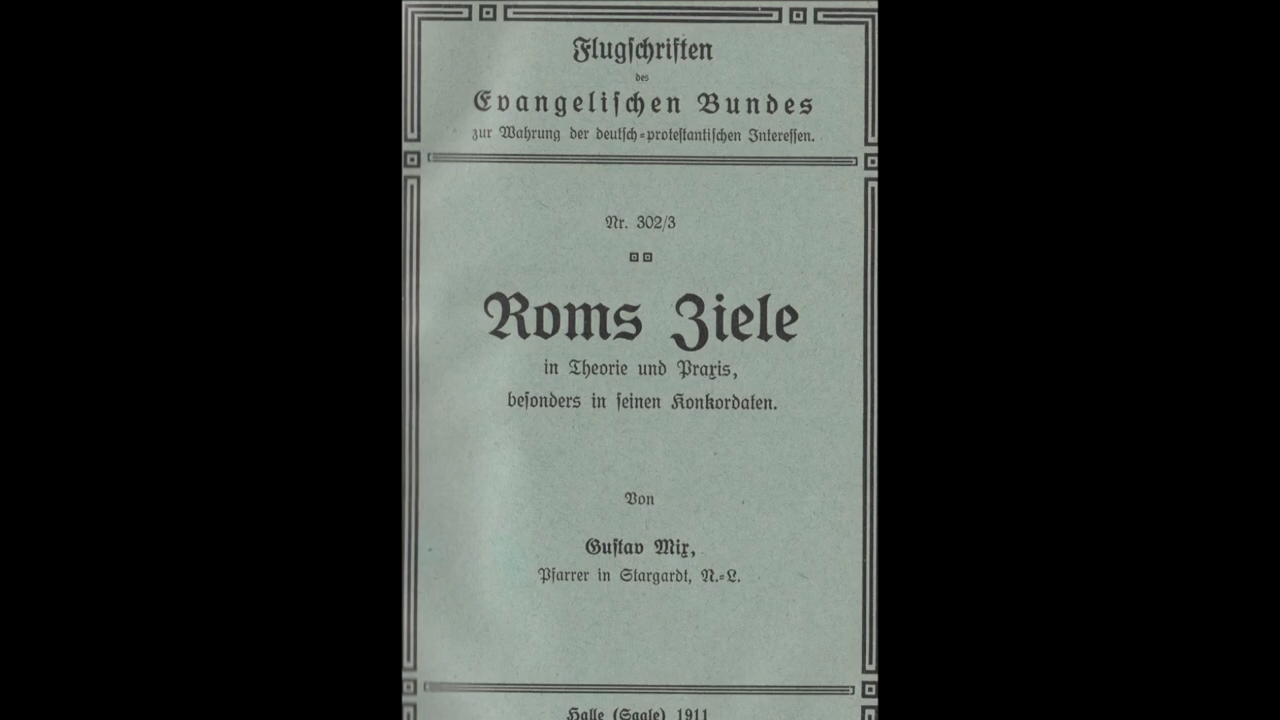 Flugschriften
des
Evangelischen Bundes
zur Wahrung der deutsch-protestantischen Interessen.
Nr. 302/3
Roms Ziele
in Theorie und Praxis,
besonders in seinen Konkordaten.
Von
Gustav Mix,
Pfarrer in Stargardt, N.-L.
Halle (Saale) 1911